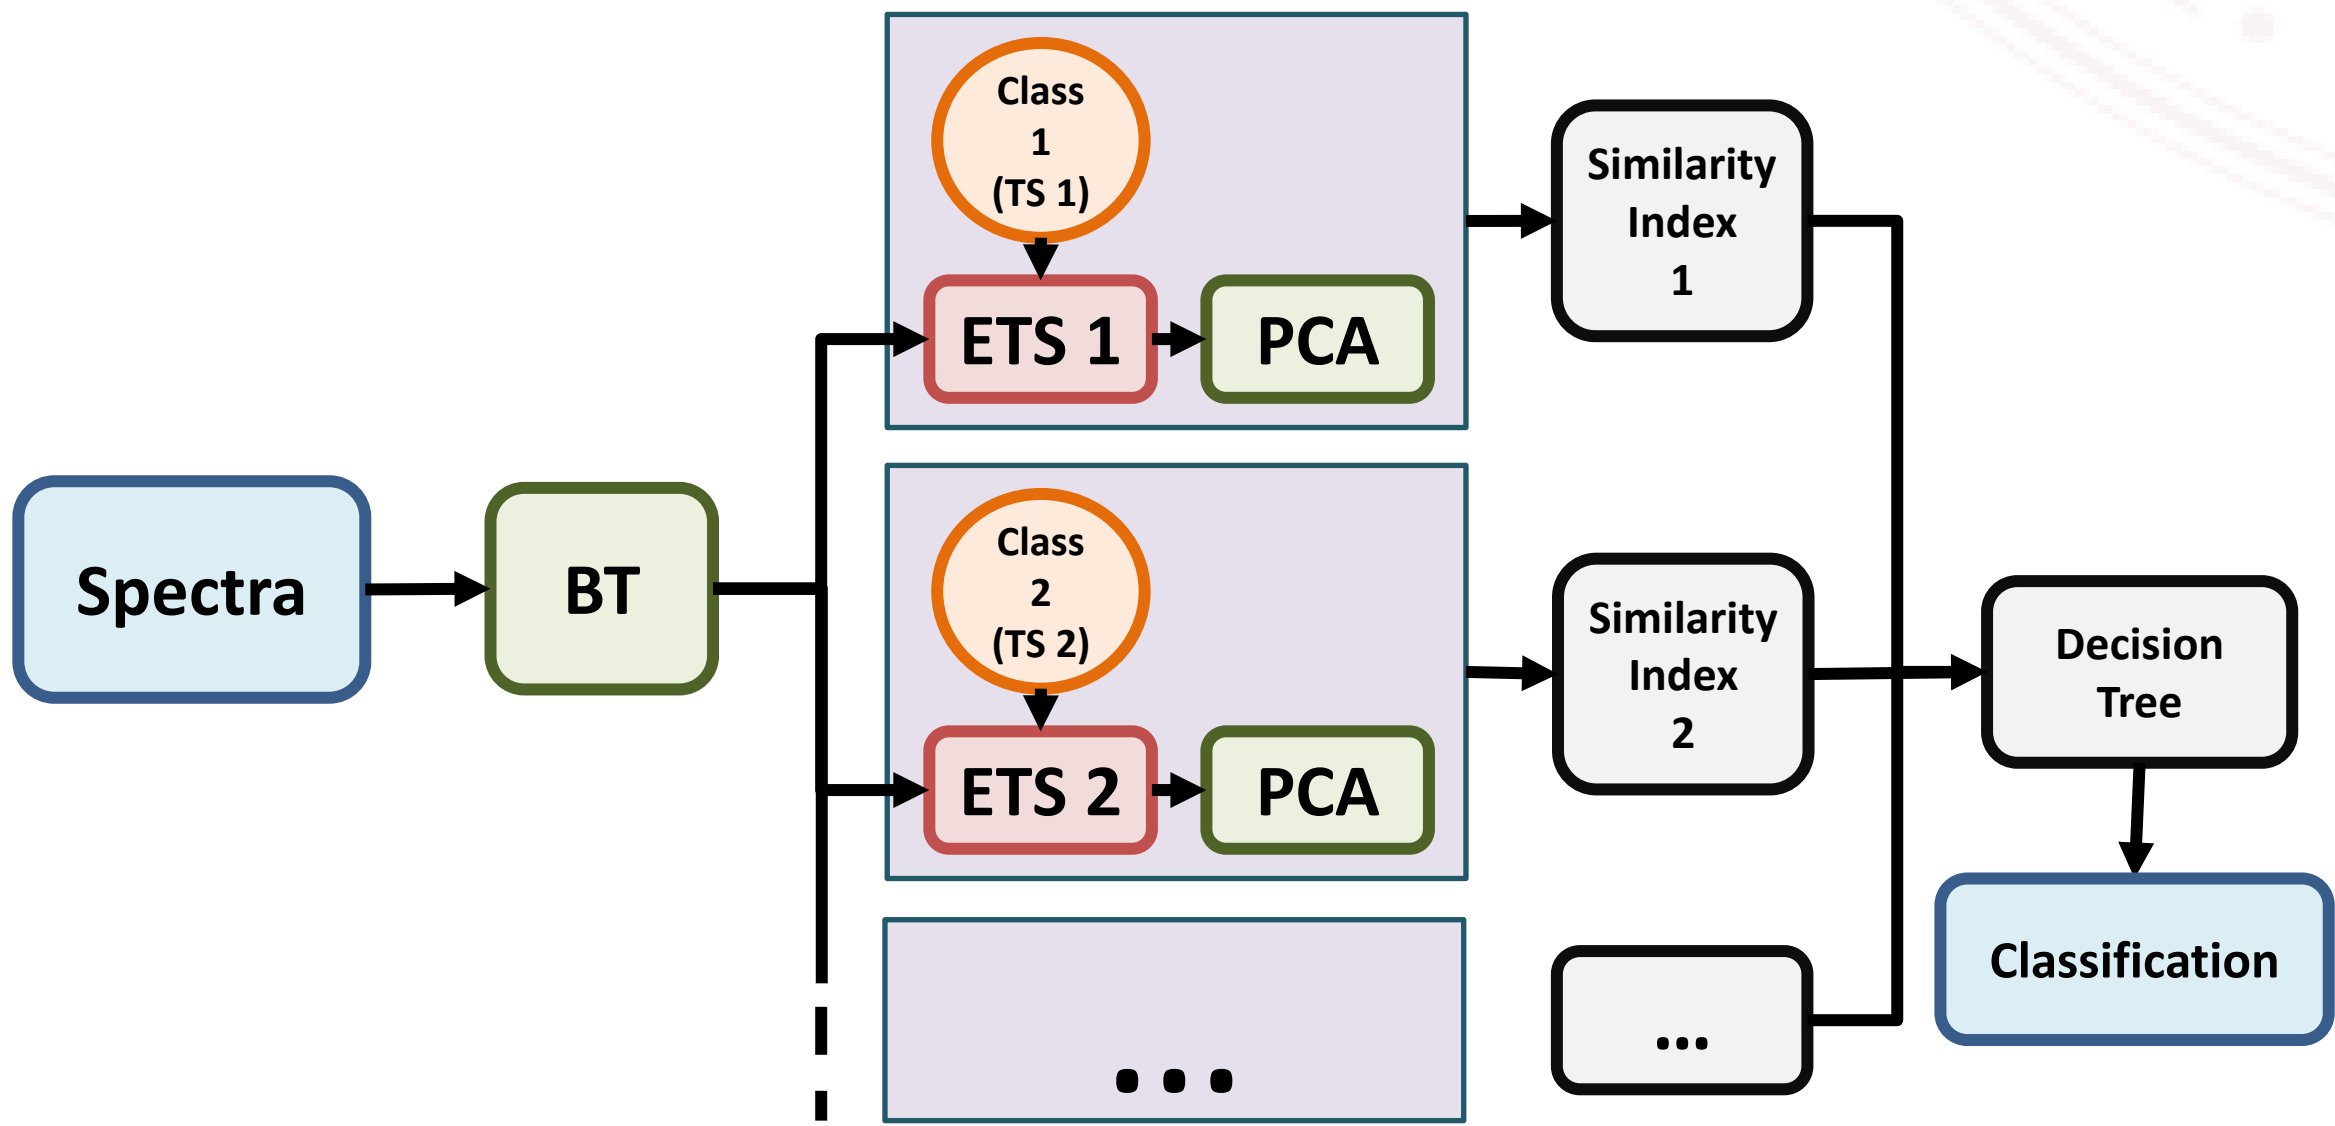 Spectra
BT
Class
1
(TS 1)
ETS 1
PCA
Similarity
Index
1
Class
2
(TS 2)
ETS 2
PCA
Similarity
Index
2
...
...
Decision
Tree
Classification